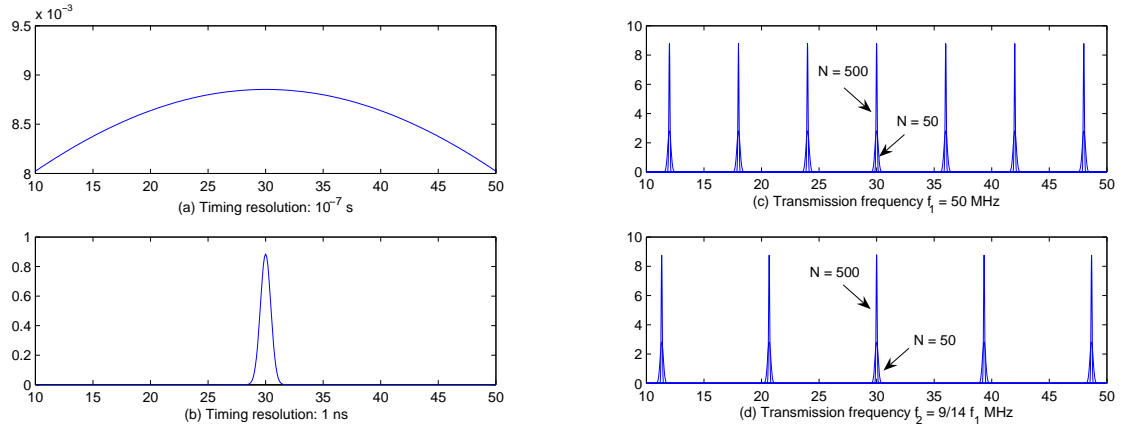 x 10⁻³
9.5
9
8.5
8
10 15 20 25 30 35 40 45 50
(a) Timing resolution: 10⁻⁷ s
1
0.8
0.6
0.4
0.2
0
10 15 20 25 30 35 40 45 50
(b) Timing resolution: 1 ns
10
8
6
4
2
0
N = 500
N = 50
10 15 20 25 30 35 40 45 50
(c) Transmission frequency f₁ = 50 MHz
10
8
6
4
2
0
N = 500
N = 50
10 15 20 25 30 35 40 45 50
(d) Transmission frequency f₂ = 9/14 f₁ MHz